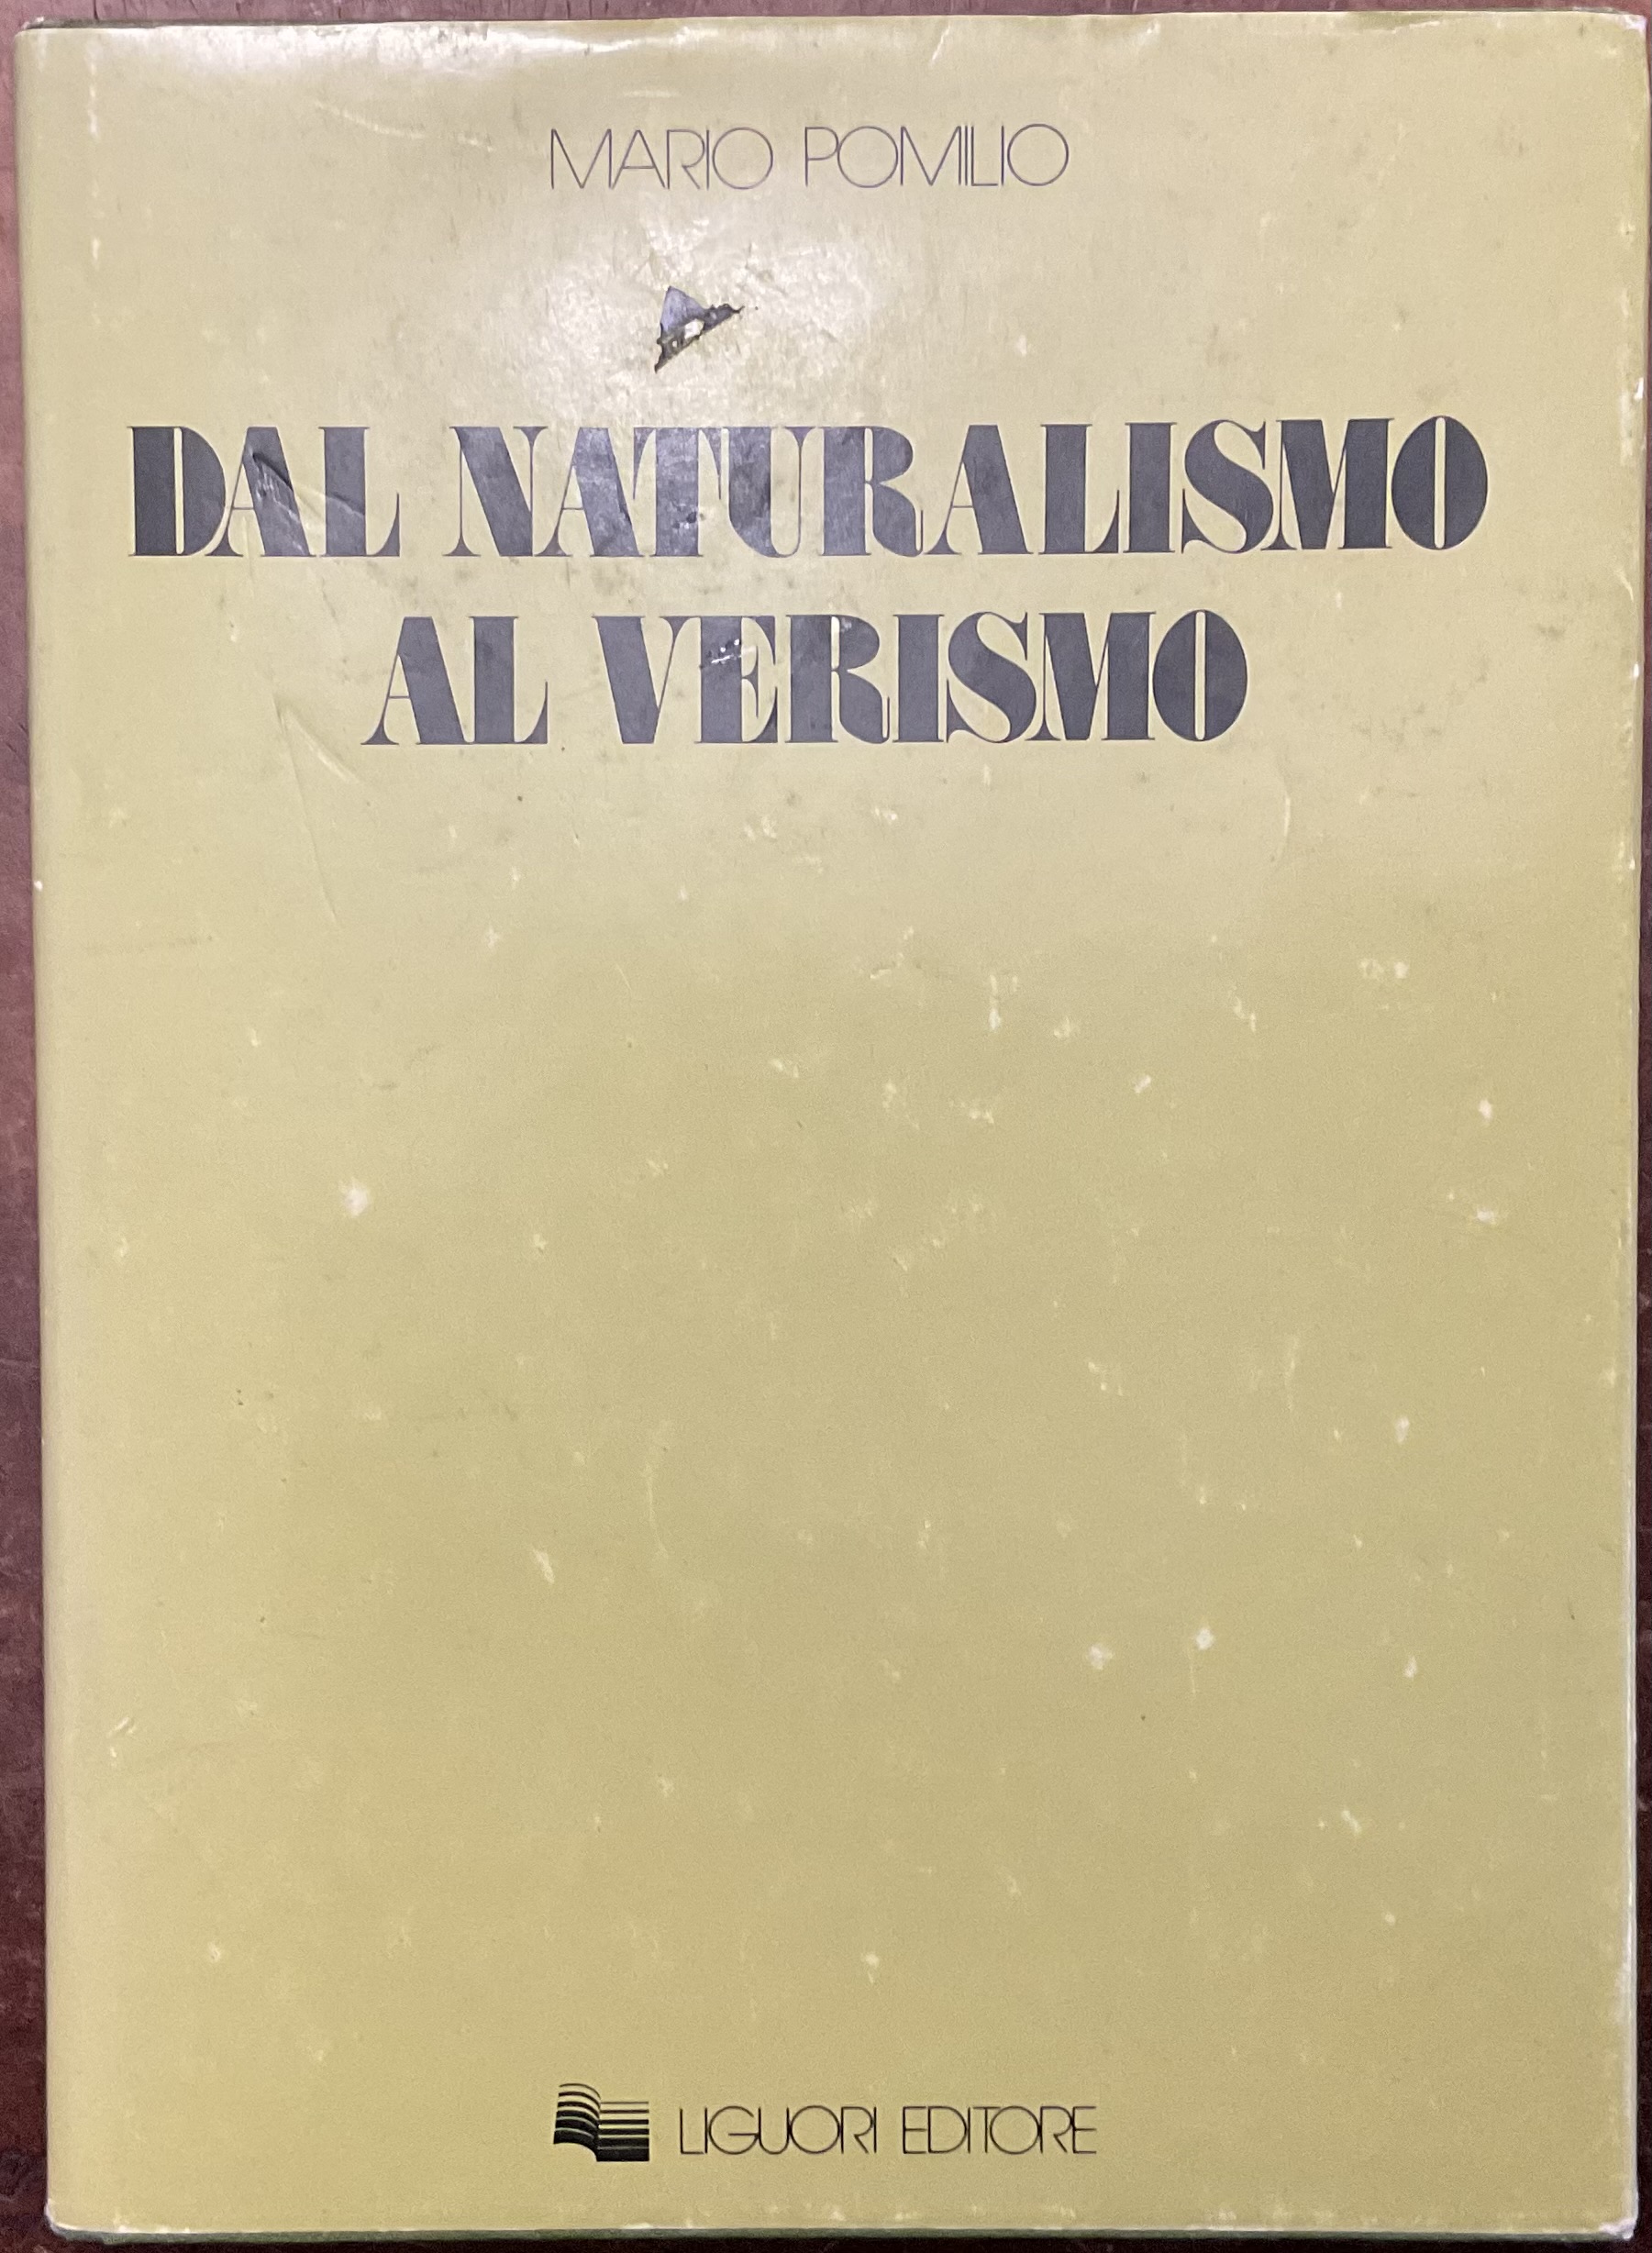 MARIO POMILIO
DAL NATURALISMO
AL VERISMO
LIGUORI EDITORE